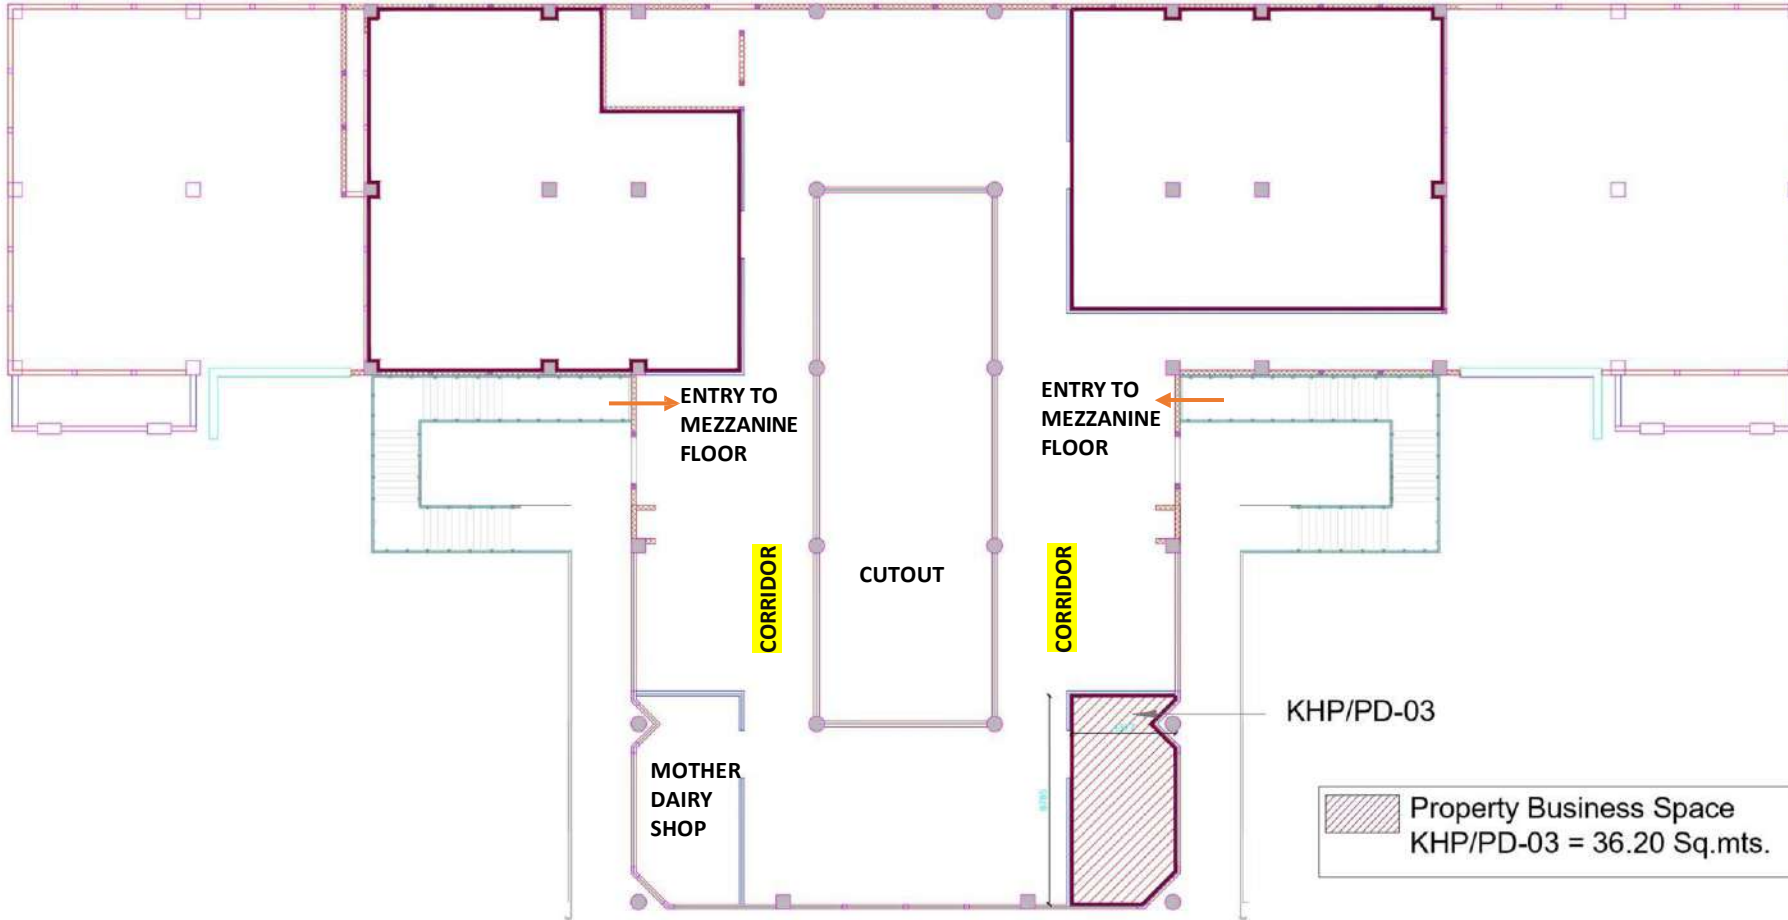 ENTRY TO
MEZZANINE
FLOOR
ENTRY TO
MEZZANINE
FLOOR
CORRIDOR
CUTOUT
CORRIDOR
KHP/PD-03
MOTHER
DAIRY
SHOP
Property Business Space
KHP/PD-03 = 36.20 Sq.mts.